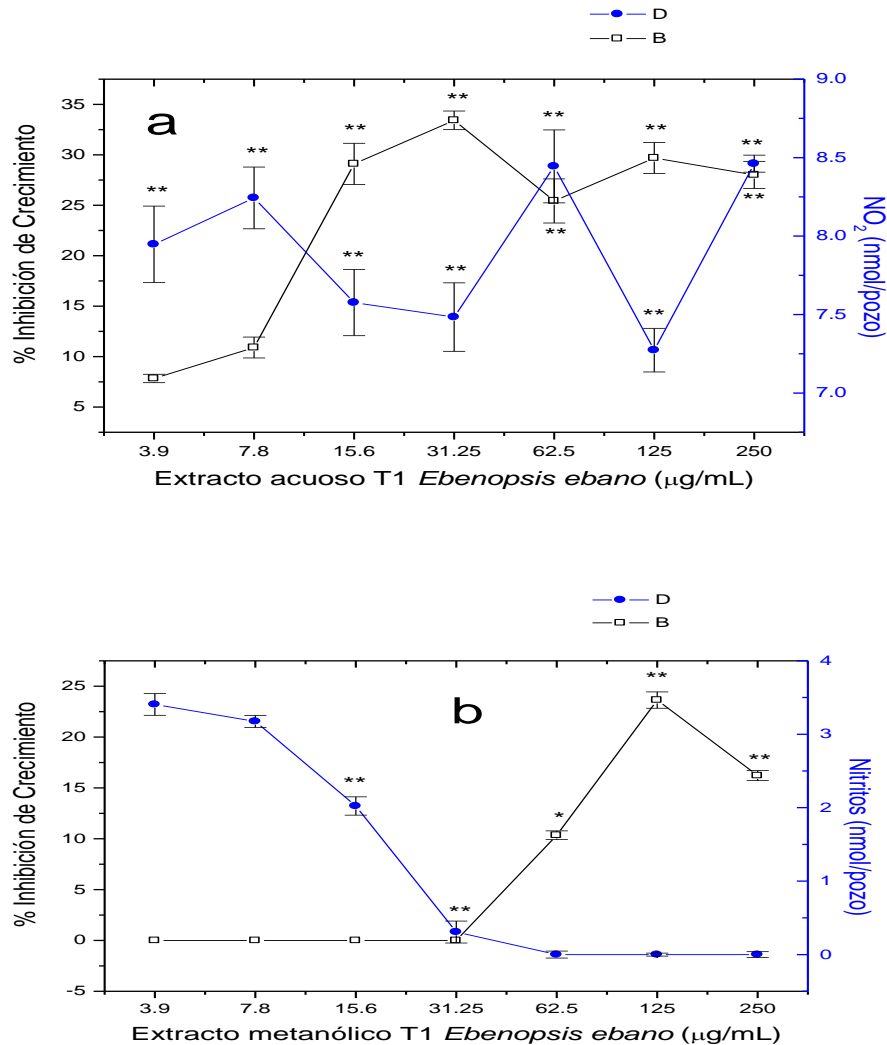 D
B
a
% Inhibición de Crecimiento
35
30
25
20
15
10
5
** ** ** ** ** ** **
** ** ** ** **
9.0
8.5
8.0
7.5
7.0
NO2 (nmol/pozo)
3.9 7.8 15.6 31.25 62.5 125 250
Extracto acuoso T1 Ebenopsis ebano (μg/mL)
D
B
b
% Inhibición de Crecimiento
25
20
15
10
5
0
-5
** ** * ** **
4
3
2
1
0
Nitritos (nmol/pozo)
3.9 7.8 15.6 31.25 62.5 125 250
Extracto metanólico T1 Ebenopsis ebano (μg/mL)